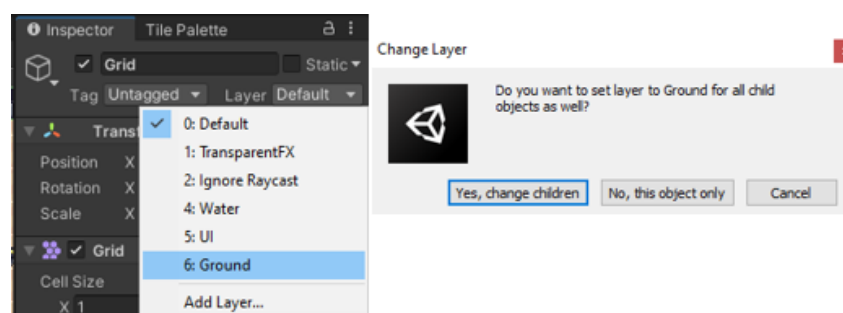 Inspector Tile Palette
Grid Static
Tag Untagged Layer Default
Position X
Rotation X
Scale X
Grid
Cell Size
X 1
0: Default
1: TransparentFX
2: Ignore Raycast
4: Water
5: UI
6: Ground
Add Layer...
Change Layer
Do you want to set layer to Ground for all child
objects as well?
Yes, change children No, this object only Cancel